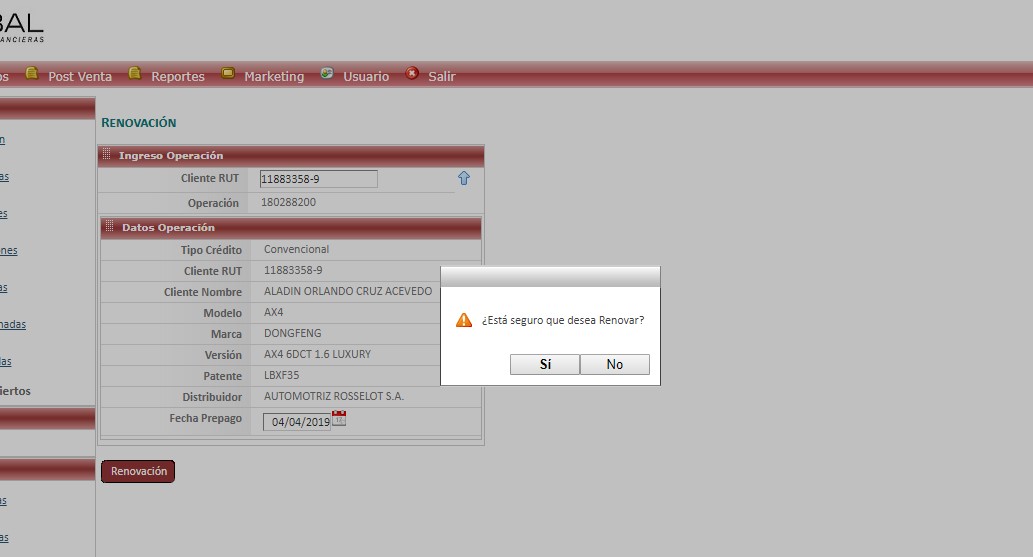 BAL
NANCIERAS
os Post Venta Reportes Marketing Usuario Salir
n
as
es
ones
as
nadas
das
iertos
as
as
RENOVACIÓN
Ingreso Operación
Cliente RUT 11883358-9
Operación 180288200
Datos Operación
Tipo Crédito Convencional
Cliente RUT 11883358-9
Cliente Nombre ALADIN ORLANDO CRUZ ACEVEDO
Modelo AX4
Marca DONGFENG
Versión AX4 6DCT 1.6 LUXURY
Patente LBXF35
Distribuidor AUTOMOTRIZ ROSSELOT S.A.
Fecha Prepago 04/04/2019
Renovación
¿Está seguro que desea Renovar?
Sí No